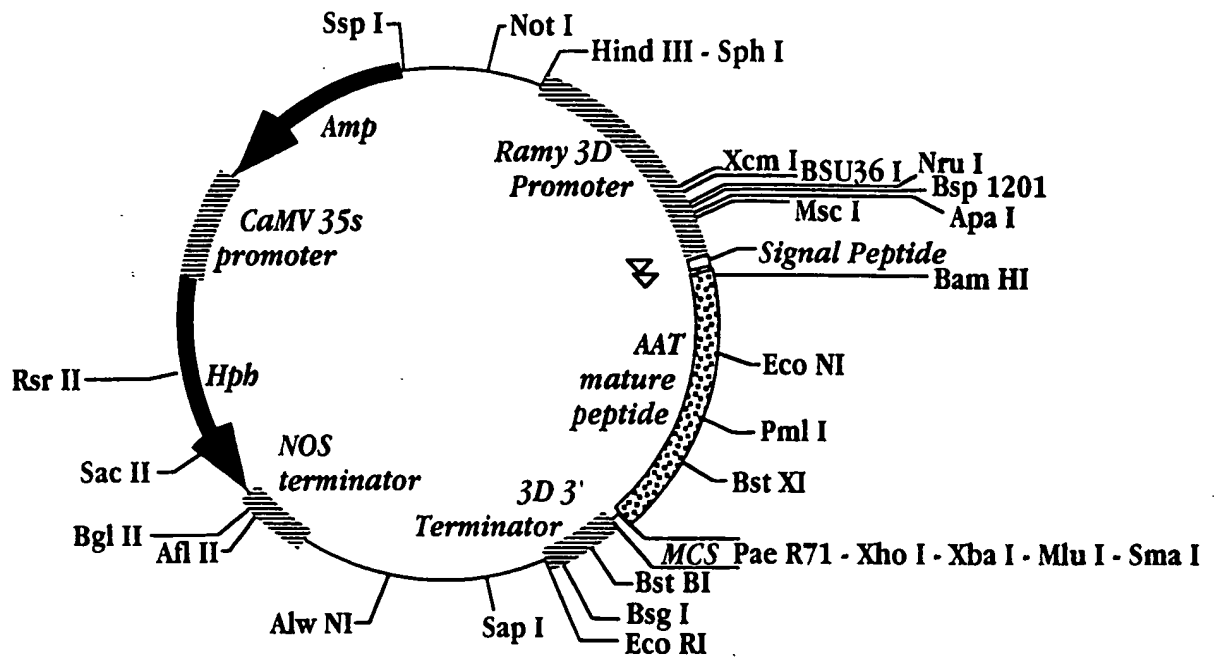 Ssp I
Not I
Hind III - Sph I
Amp
Ramy 3D
Promoter
Xcm I
BSU36 I
Nru I
Bsp 1201
Msc I
Apa I
CaMV 35s
promoter
Signal Peptide
Bam HI
AAT
mature
peptide
Eco NI
Rsr II
Hph
Pml I
Sac II
NOS
terminator
Bst XI
3D 3'
Terminator
Bgl II
Afl II
MCS Pae R71 - Xho I - Xba I - Mlu I - Sma I
Bst BI
Alw NI
Sap I
Bsg I
Eco RI